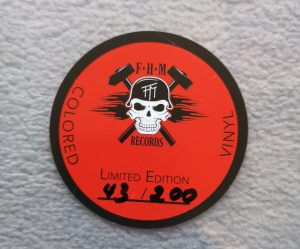 F·H·M
RECORDS
COLORED
VINYL
LIMITED EDITION
43 / 200